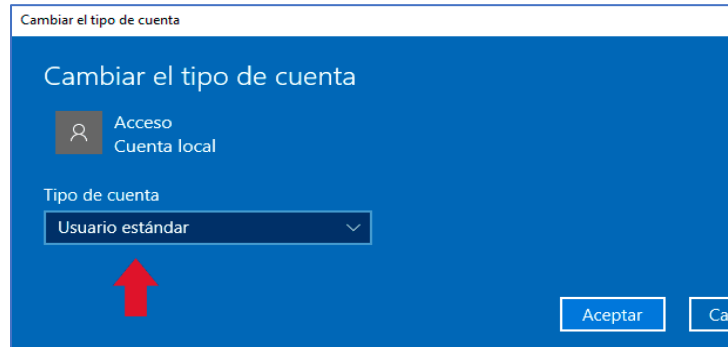 Cambiar el tipo de cuenta
Cambiar el tipo de cuenta
Acceso
Cuenta local
Tipo de cuenta
Usuario estándar
Aceptar